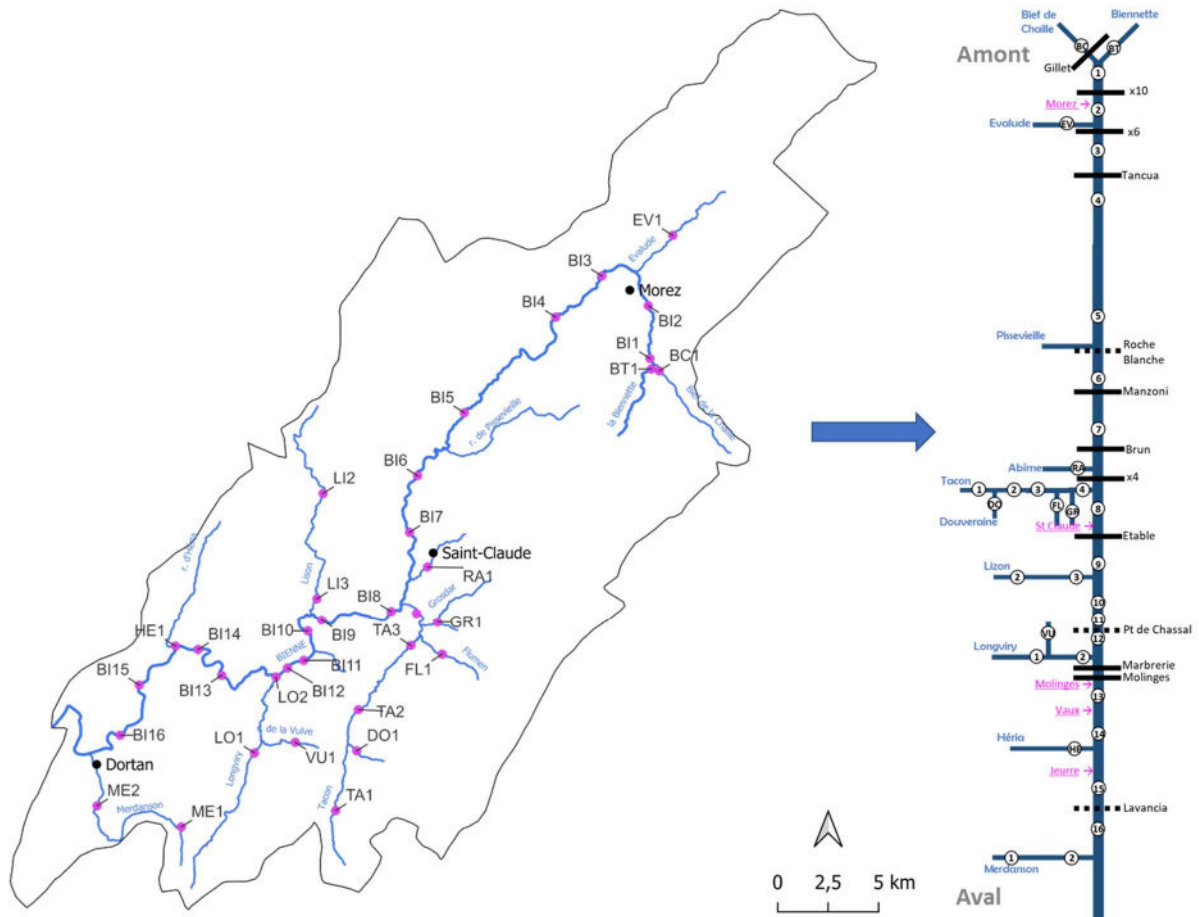 EV1
Evalude
BI3
Morez
BI4
BI2
BI1
BT1
BC1
la Biennette
Bief de la Chaille
BI5
r. de Pissevieille
BI6
LI2
BI7
r. d'Héria
Saint-Claude
Lison
RA1
LI3
BI8
Grosdar
GR1
TA3
HE1
BI14
BI10
BI9
BIENNE
BI11
FL1
Flumen
BI15
BI13
BI12
LO2
TA2
BI16
LO1
de la Vulve
VU1
DO1
Longviry
Dortan
ME2
Merdanson
ME1
Tacon
TA1
0 2,5 5 km
Bief de
Chaille
Biennette
Amont
BC
BT
Gillet
1
x10
Morez →
2
Evalude
EV
x6
3
Tancua
4
5
Pissevieille
Roche
Blanche
6
Manzoni
7
Brun
Abîme
RA
x4
Tacon
1
2
3
4
DO
FL
GR
8
Douveraine
St Claude →
Etable
9
Lizon
2
3
10
11
Pt de Chassal
12
VU
Longviry
1
2
Marbrerie
Molinges
Molinges →
13
Vaux →
14
Héria
HE
Jeurre →
15
Lavancia
16
1
2
Merdanson
Aval